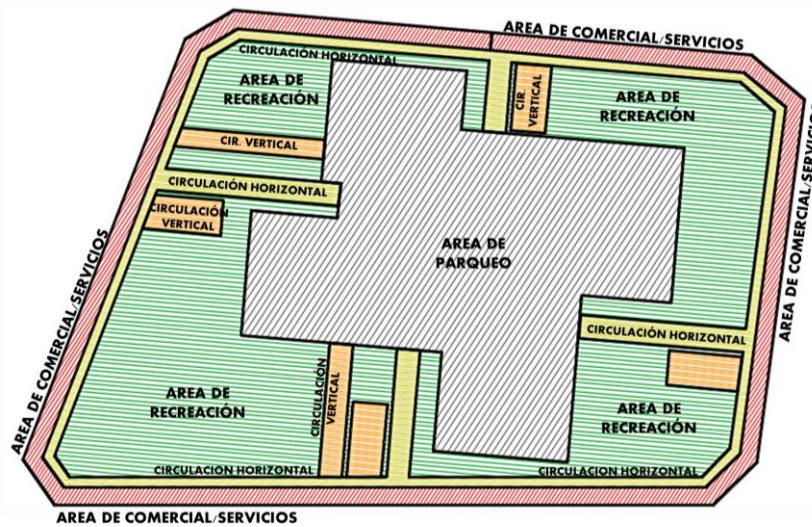 AREA DE COMERCIAL/SERVICIOS
CIRCULACIÓN HORIZONTAL
AREA DE
RECREACIÓN
CIR.
VERTICAL
AREA DE
RECREACIÓN
CIR. VERTICAL
CIRCULACIÓN HORIZONTAL
CIRCULACIÓN
VERTICAL
AREA DE
PARQUEO
AREA DE COMERCIAL/SERVICIOS
AREA DE COMERCIAL/SERVICIOS
CIRCULACIÓN HORIZONTAL
CIRCULACIÓN
VERTICAL
AREA DE
RECREACIÓN
AREA DE
RECREACIÓN
CIRCULACION HORIZONTAL
CIRCULACION HORIZONTAL
AREA DE COMERCIAL/SERVICIOS